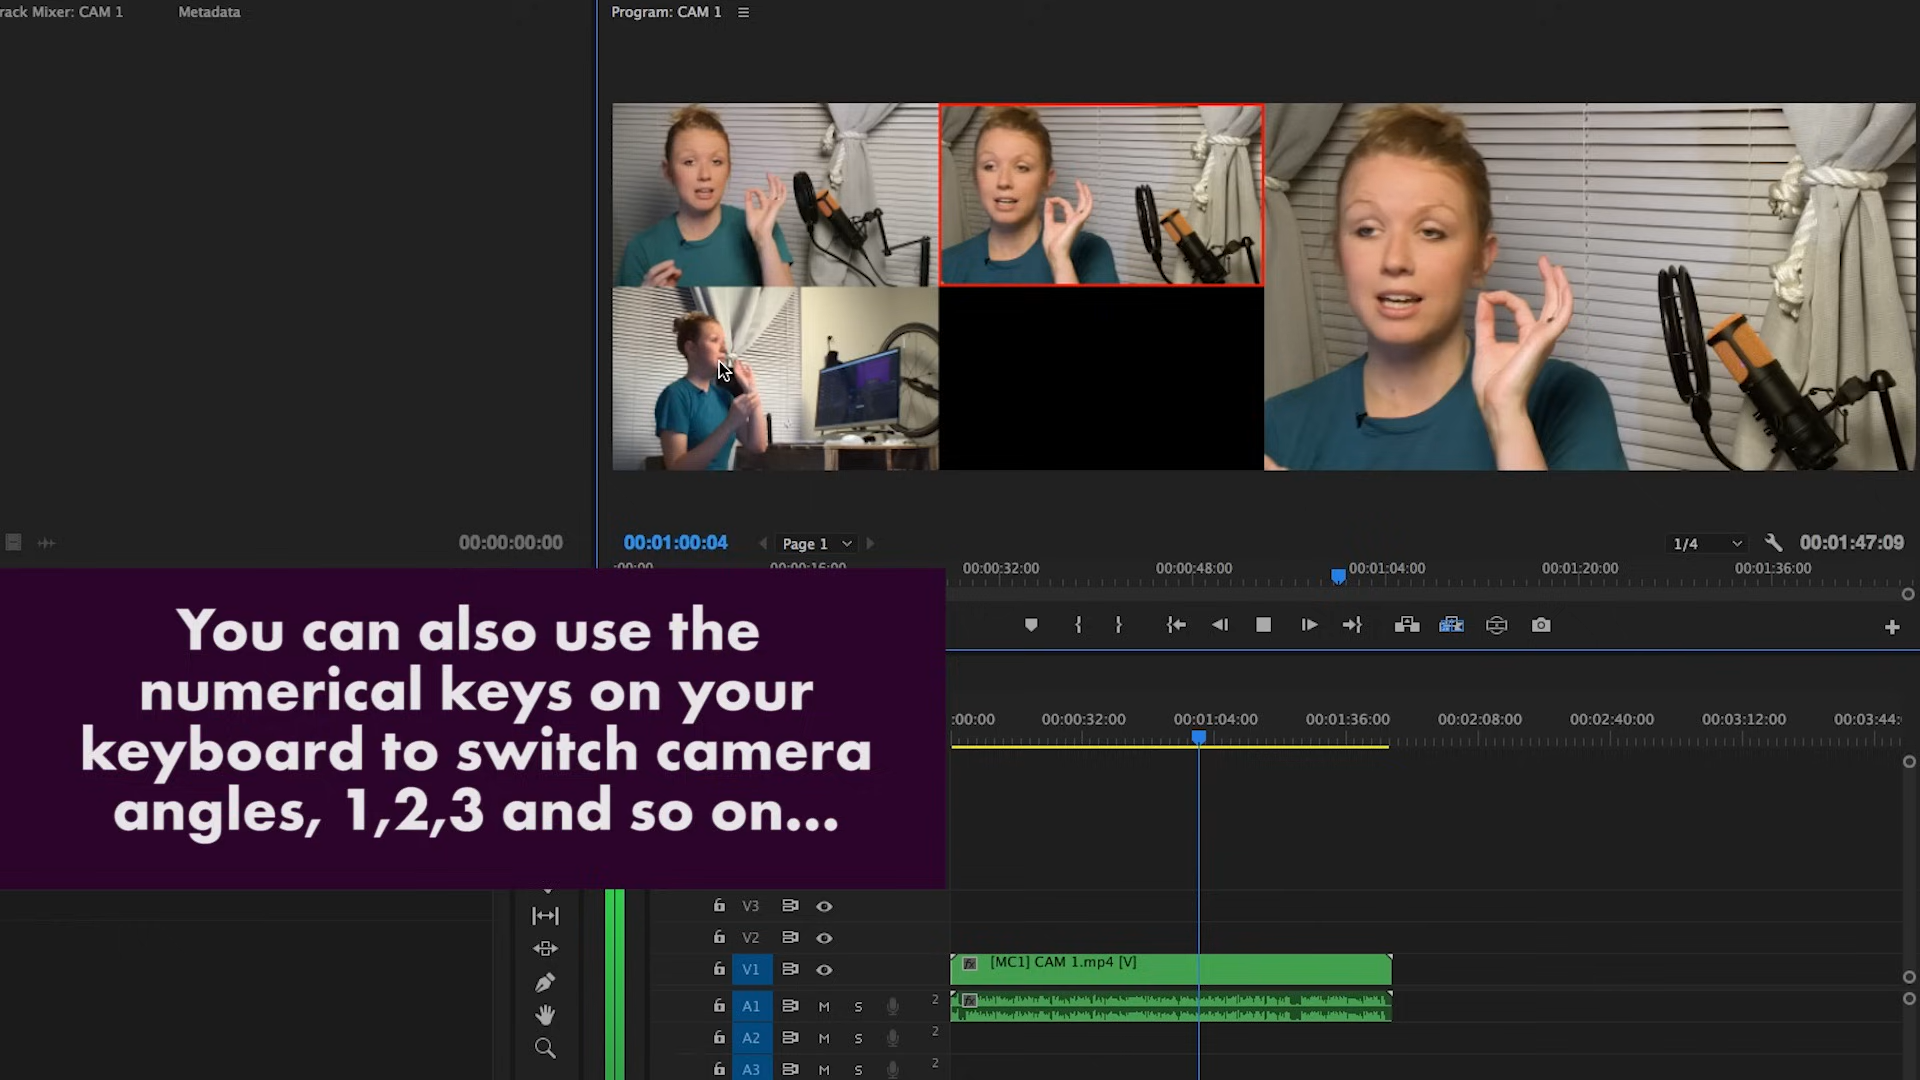 rack Mixer: CAM 1
Metadata
Program: CAM 1
00:00:00:00
00:01:00:04
Page 1
1/4
00:01:47:09
:00:00
00:00:16:00
00:00:32:00
00:00:48:00
00:01:04:00
00:01:20:00
00:01:36:00
You can also use the
numerical keys on your
keyboard to switch camera
angles, 1,2,3 and so on...
:00:00
00:00:32:00
00:01:04:00
00:01:36:00
00:02:08:00
00:02:40:00
00:03:12:00
00:03:44:
V3
V2
V1
fx [MC1] CAM 1.mp4 [V]
A1 M S 2
fx
A2 M S 2
A3 M S 2